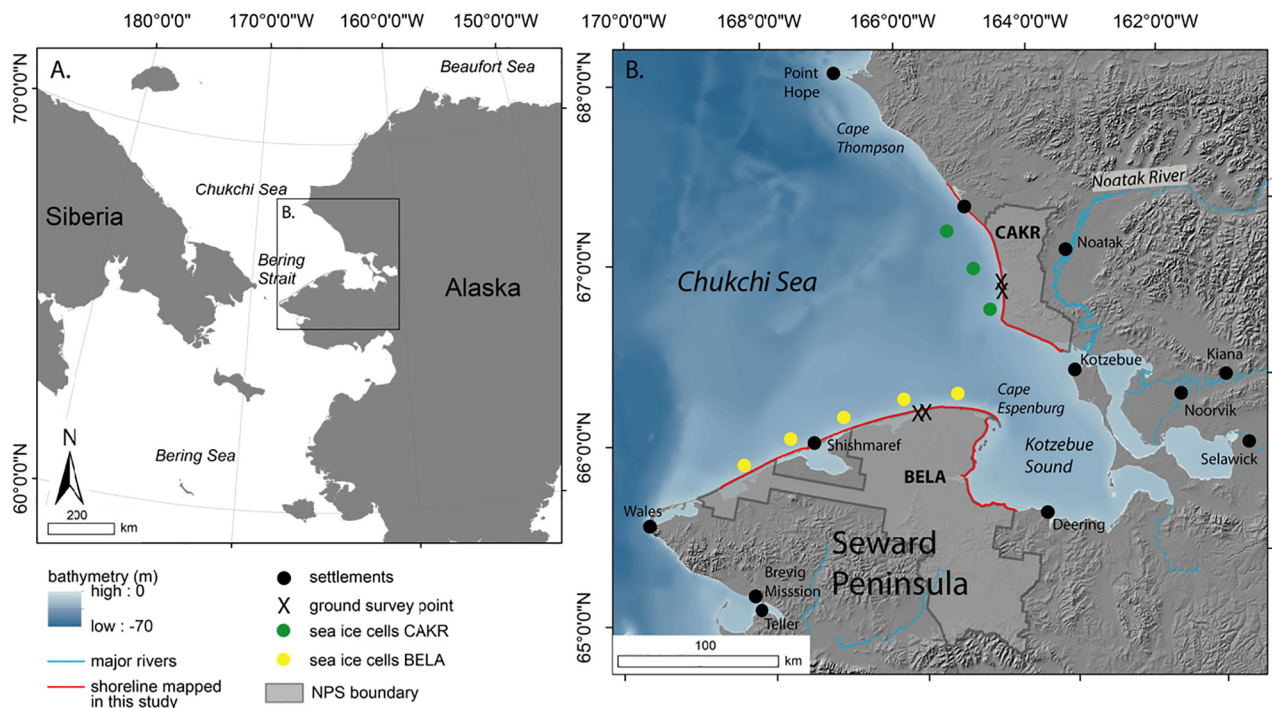 180°0'0"
170°0'0"W
160°0'0"W
150°0'0"W
A.
Beaufort Sea
70°0'0"N
Chukchi Sea
Siberia
B.
Bering
Strait
Alaska
N
Bering Sea
60°0'0"N
230
km
170°0'0"W
168°0'0"W
166°0'0"W
164°0'0"W
162°0'0"W
B.
68°0'0"N
Point
Hope
Cape
Thompson
Noatak River
CAKR
Noatak
67°0'0"N
Chukchi Sea
Kotzebue
Kiana
Cape
Espenburg
Noorvik
Shishmaref
Kotzebue
Sound
Selawick
66°0'0"N
BELA
Wales
Deering
Seward
Peninsula
Brevig
Misssion
Teller
65°0'0"N
100
km
bathymetry (m)
high : 0
low : -70
major rivers
shoreline mapped
in this study
settlements
X ground survey point
sea ice cells CAKR
sea ice cells BELA
NPS boundary